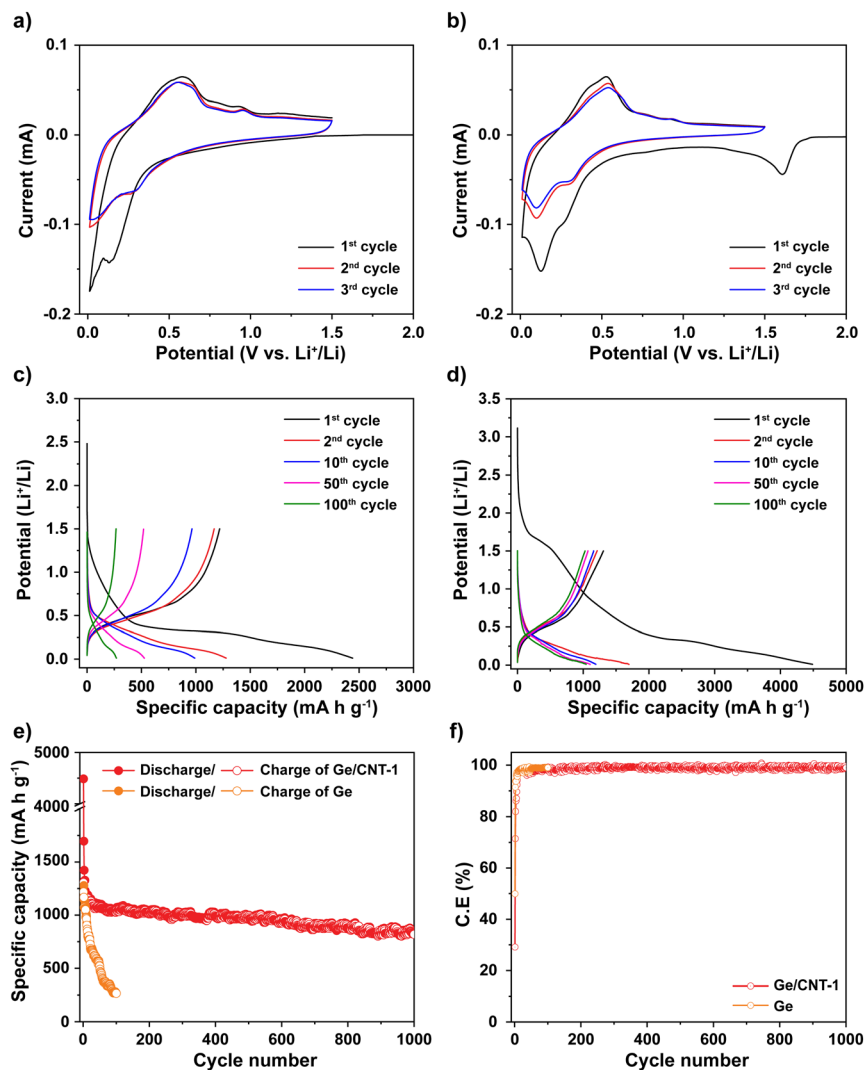 a)
0.1
0.0
-0.1
-0.2
Current (mA)
1st cycle
2nd cycle
3rd cycle
0.0 0.5 1.0 1.5 2.0
Potential (V vs. Li+/Li)
b)
0.1
0.0
-0.1
-0.2
Current (mA)
1st cycle
2nd cycle
3rd cycle
0.0 0.5 1.0 1.5 2.0
Potential (V vs. Li+/Li)
c)
3.0
2.5
2.0
1.5
1.0
0.5
0.0
Potential (Li+/Li)
1st cycle
2nd cycle
10th cycle
50th cycle
100th cycle
0 500 1000 1500 2000 2500 3000
Specific capacity (mA h g-1)
d)
3.5
3.0
2.5
2.0
1.5
1.0
0.5
0.0
Potential (Li+/Li)
1st cycle
2nd cycle
10th cycle
50th cycle
100th cycle
0 1000 2000 3000 4000 5000
Specific capacity (mA h g-1)
e)
5000
4000
1250
1000
750
500
250
0
Specific capacity (mA h g-1)
Discharge/ Charge of Ge/CNT-1
Discharge/ Charge of Ge
0 200 400 600 800 1000
Cycle number
f)
100
80
60
40
20
0
C.E (%)
Ge/CNT-1
Ge
0 200 400 600 800 1000
Cycle number